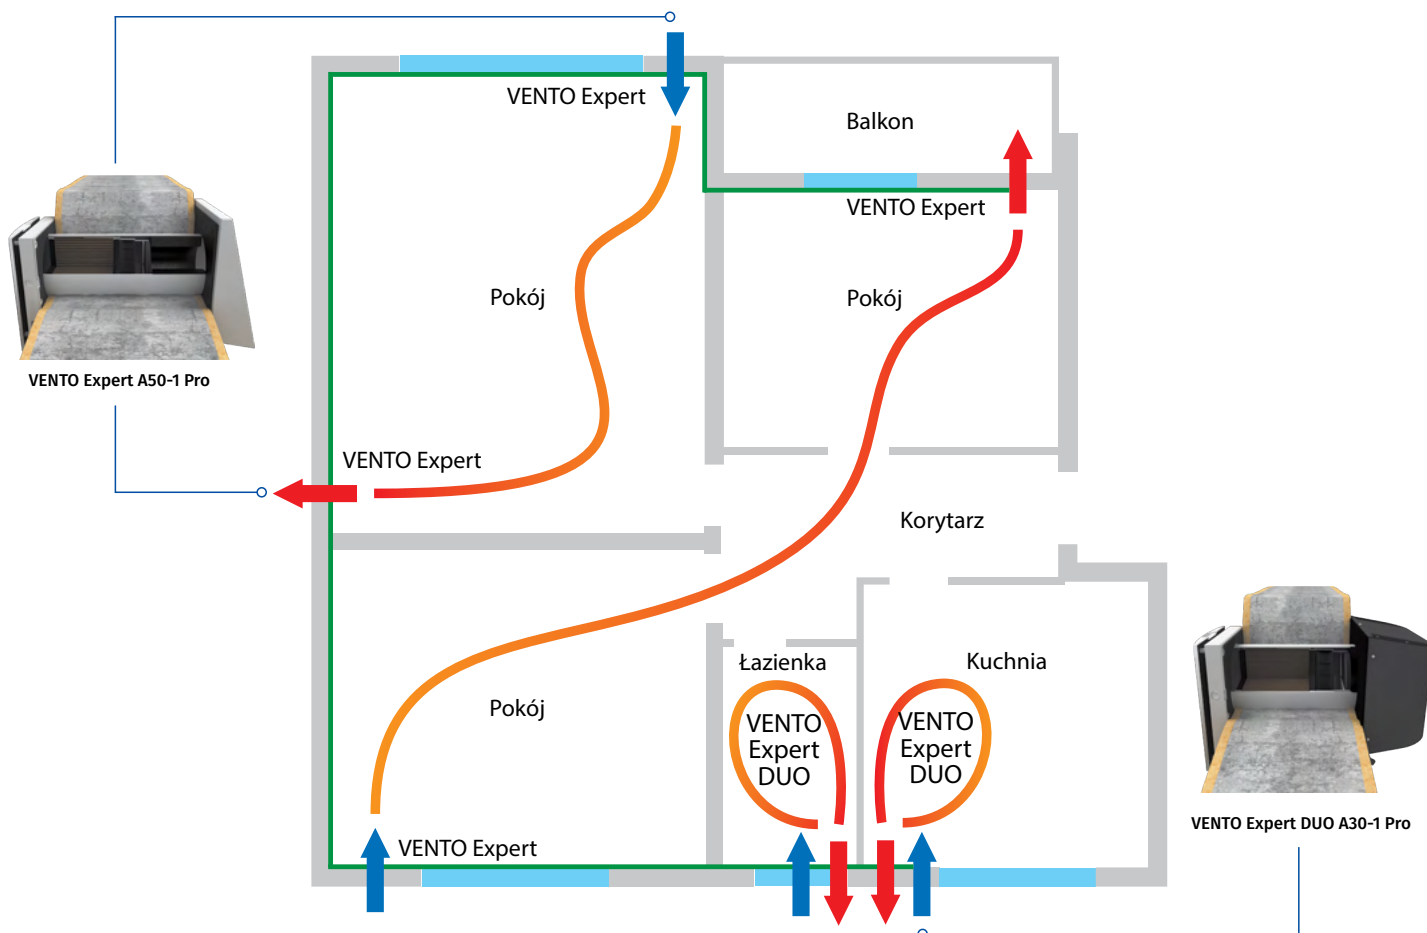 VENTO Expert
Balkon
VENTO Expert
Pokój
Pokój
VENTO Expert A50-1 Pro
VENTO Expert
Korytarz
Łazienka
Kuchnia
Pokój
VENTO
Expert
DUO
VENTO
Expert
DUO
VENTO Expert DUO A30-1 Pro
VENTO Expert